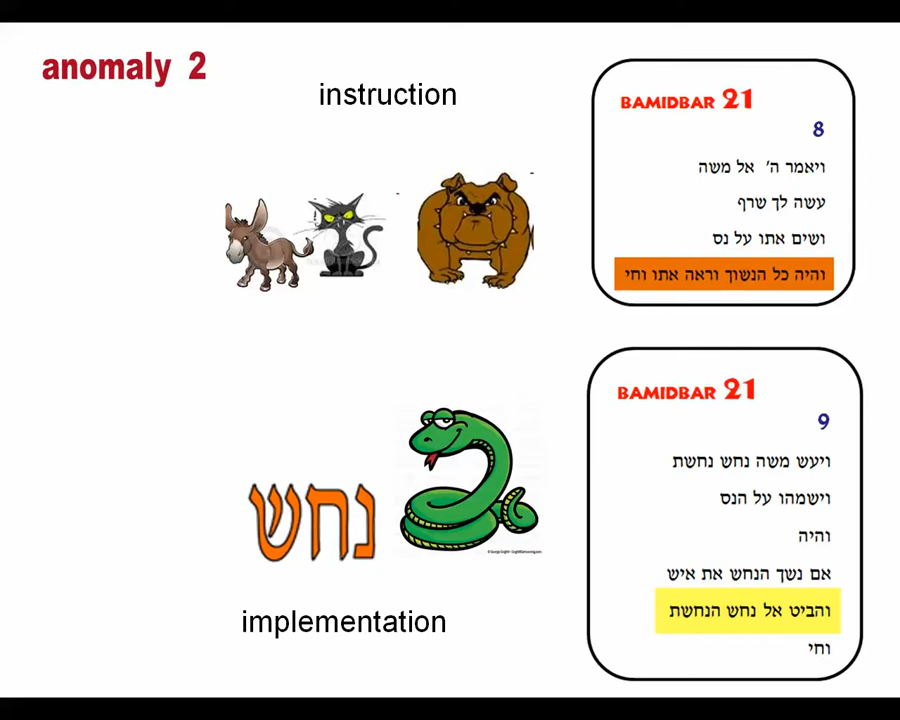 anomaly 2
instruction
BAMIDBAR 21
8
ויאמר ה' אל משה
עשה לך שרף
ושים אתו על נס
והיה כל הנשוך וראה אתו וחי
BAMIDBAR 21
9
ויעש משה נחש נחשת
וישמהו על הנס
והיה
אם נשך הנחש את איש
והביט אל נחש הנחשת
וחי
נחש
implementation